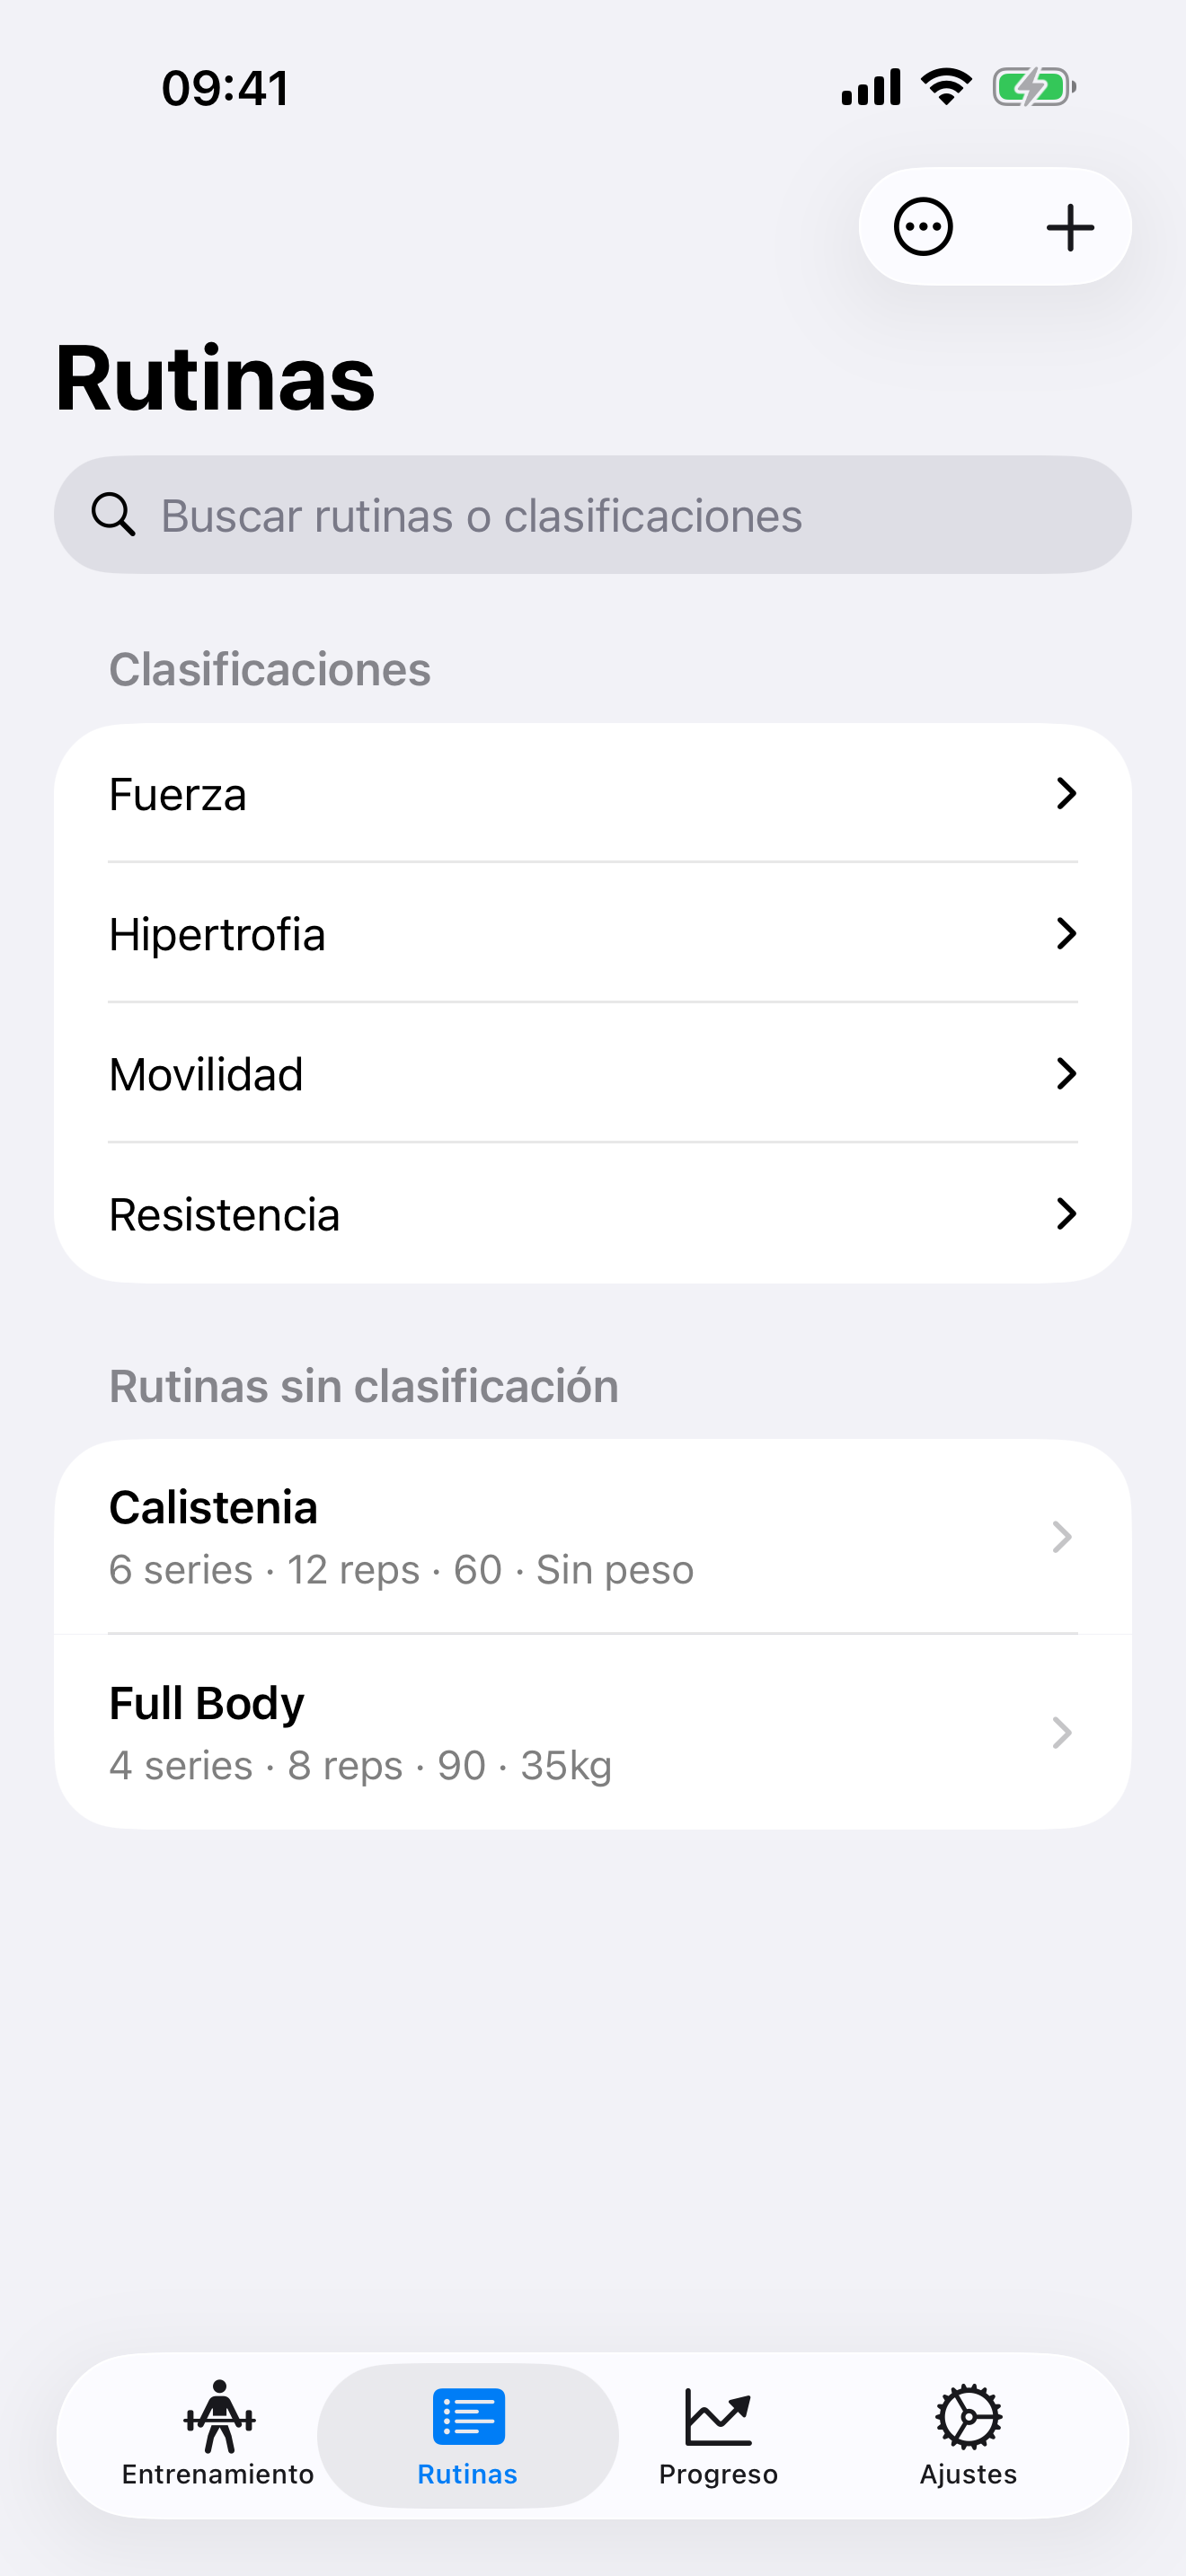 09:41
Rutinas
Buscar rutinas o clasificaciones
Clasificaciones
Fuerza
Hipertrofia
Movilidad
Resistencia
Rutinas sin clasificación
Calistenia
6 series · 12 reps · 60 · Sin peso
Full Body
4 series · 8 reps · 90 · 35kg
Entrenamiento
Rutinas
Progreso
Ajustes